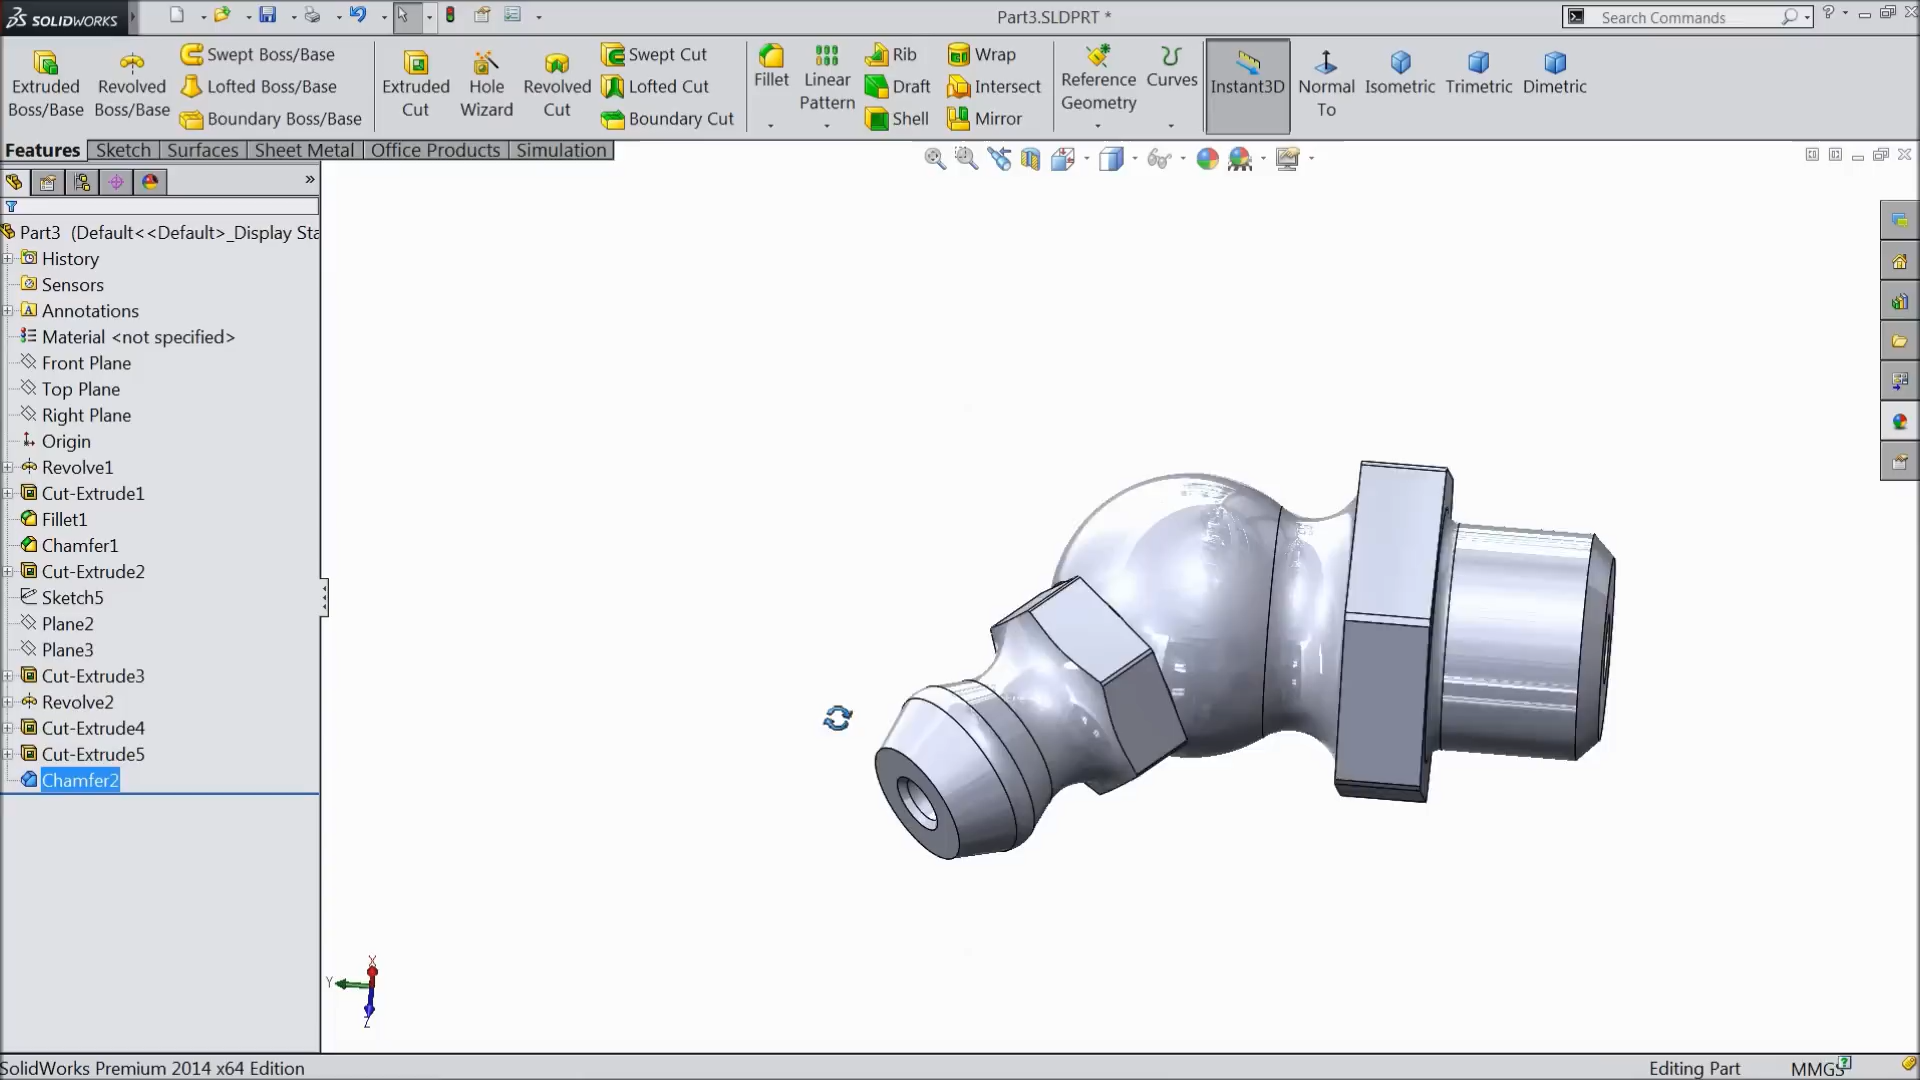 SOLIDWORKS
Part3.SLDPRT *
Search Commands
?
Extruded Boss/Base
Revolved Boss/Base
Swept Boss/Base
Lofted Boss/Base
Boundary Boss/Base
Extruded Cut
Hole Wizard
Revolved Cut
Swept Cut
Lofted Cut
Boundary Cut
Fillet
Linear Pattern
Rib
Draft
Shell
Wrap
Intersect
Mirror
Reference Geometry
Curves
Instant3D
Normal To
Isometric
Trimetric
Dimetric
Features Sketch Surfaces Sheet Metal Office Products Simulation
»
Part3 (Default<<Default>_Display Sta
History
Sensors
A Annotations
Material <not specified>
Front Plane
Top Plane
Right Plane
Origin
Revolve1
Cut-Extrude1
Fillet1
Chamfer1
Cut-Extrude2
Sketch5
Plane2
Plane3
Cut-Extrude3
Revolve2
Cut-Extrude4
Cut-Extrude5
Chamfer2
X
Y
Z
SolidWorks Premium 2014 x64 Edition
Editing Part
MMGS